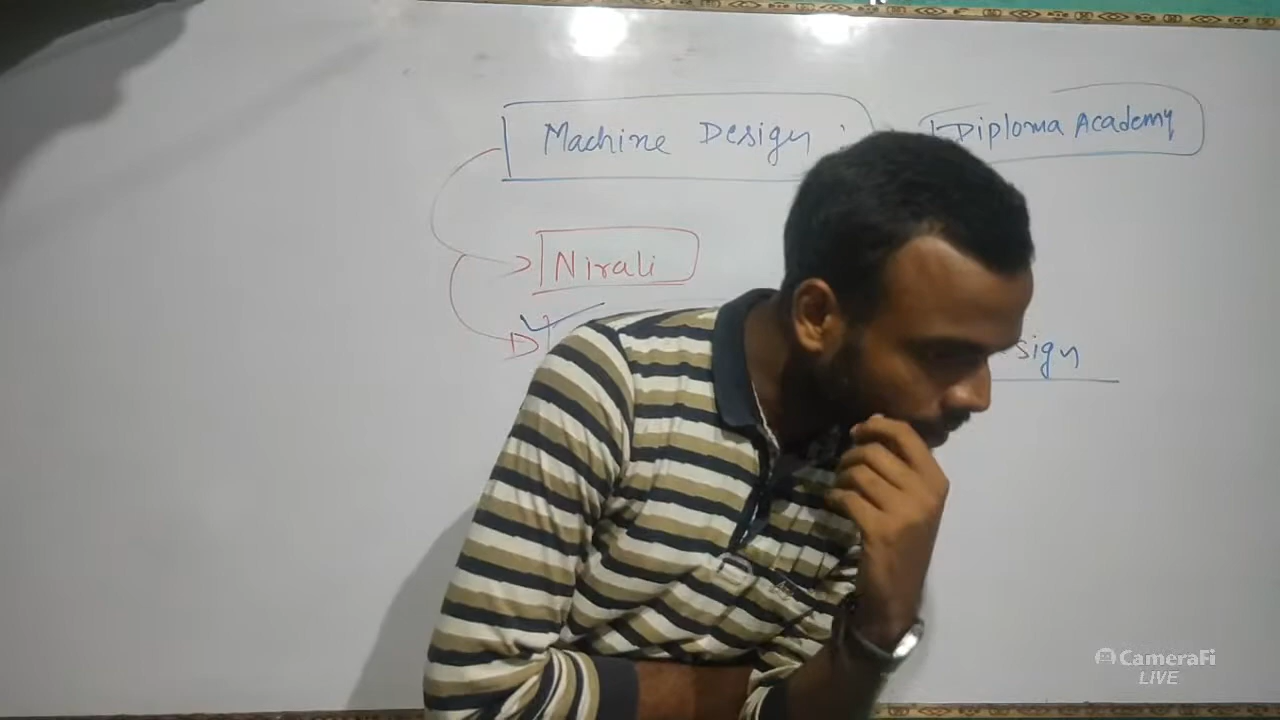 Machine Design :
Diploma Academy
Nirali
sign
CameraFi
LIVE